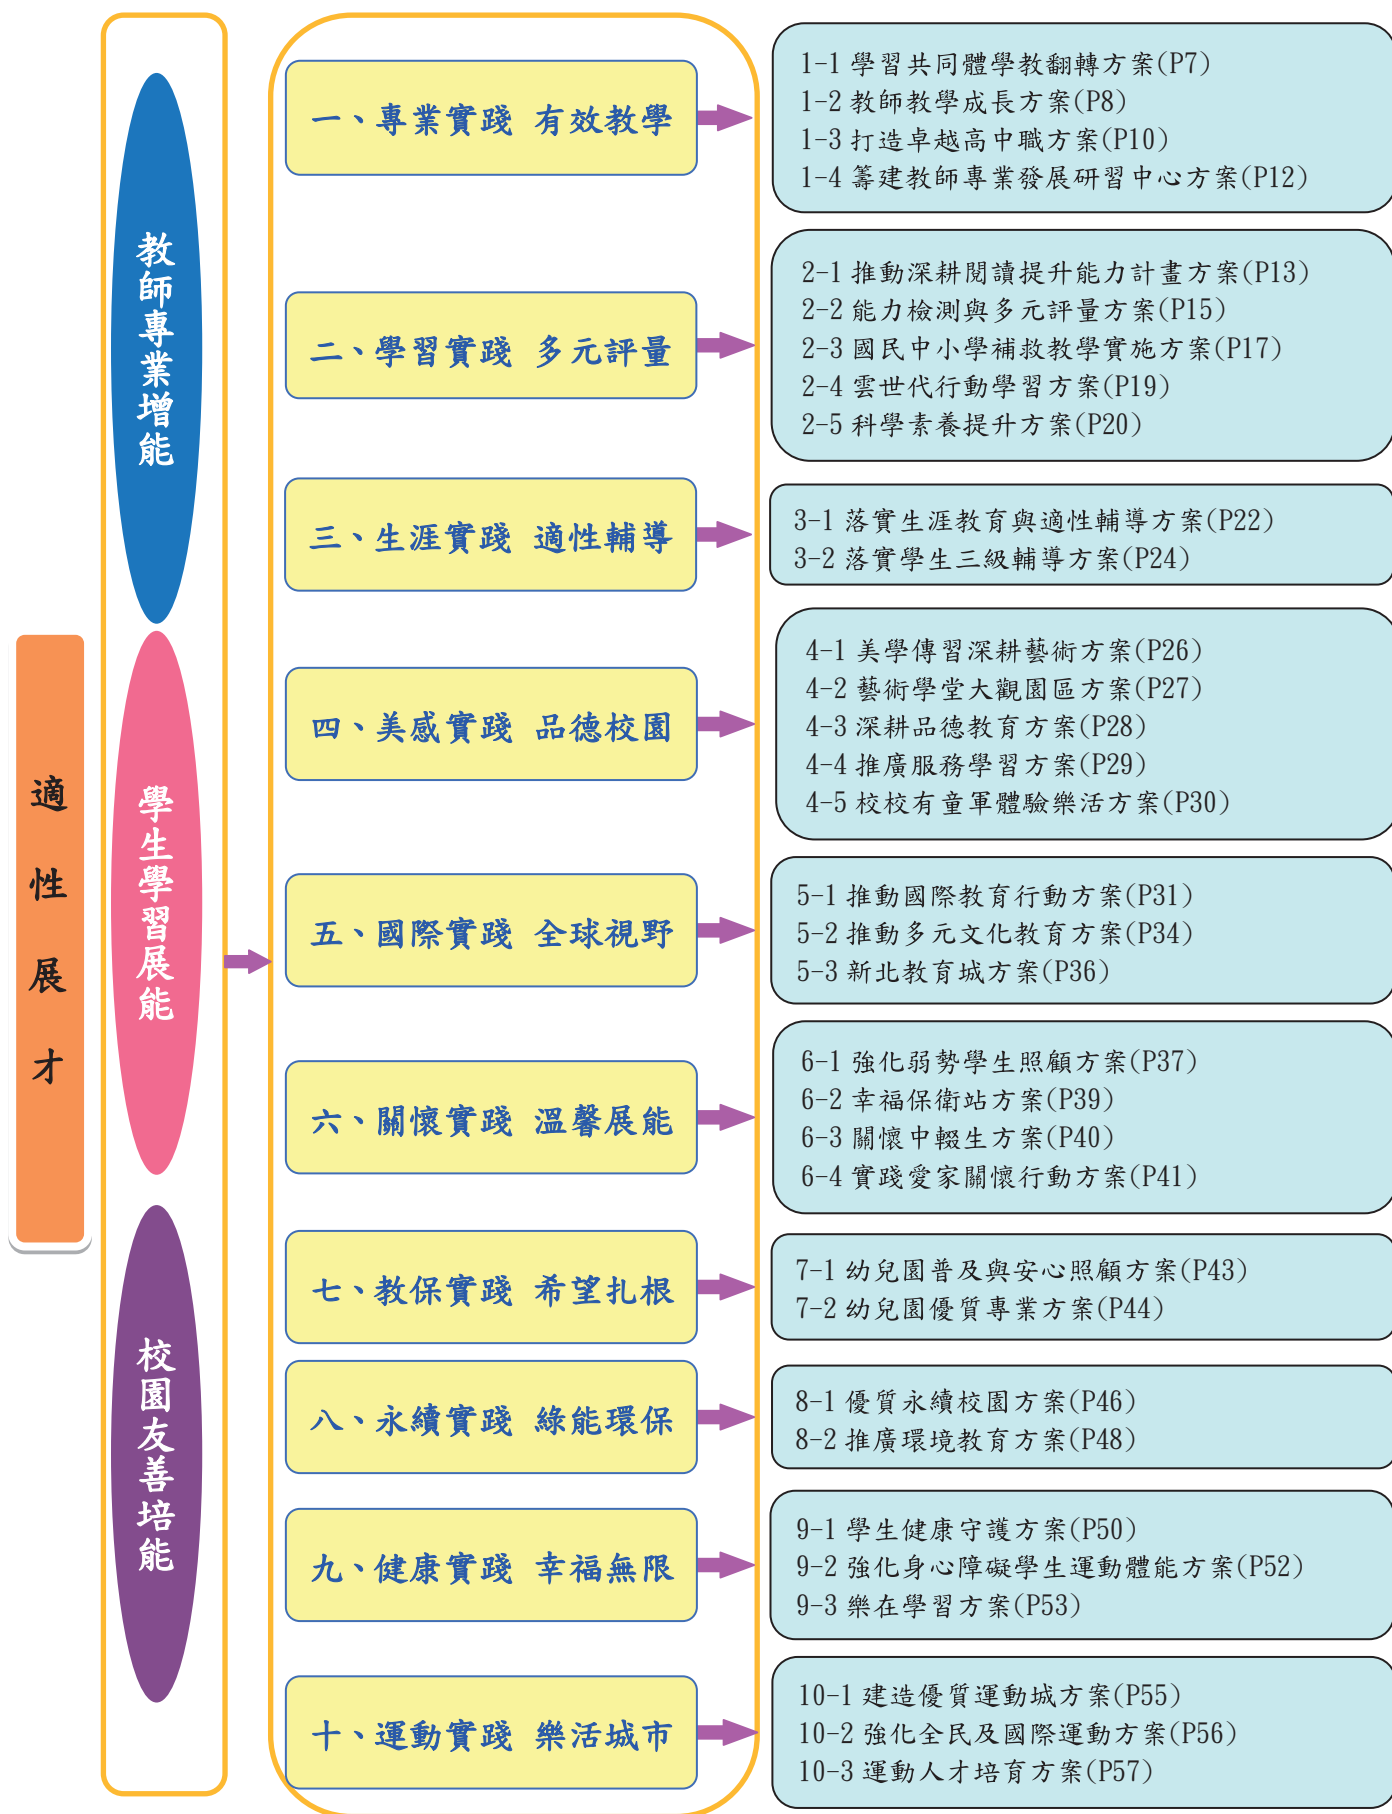 適性展才
教師專業增能
學生學習展能
校園友善培能
一、專業實踐 有效教學
1-1 學習共同體學教翻轉方案(P7)
1-2 教師教學成長方案(P8)
1-3 打造卓越高中職方案(P10)
1-4 籌建教師專業發展研習中心方案(P12)
二、學習實踐 多元評量
2-1 推動深耕閱讀提升能力計畫方案(P13)
2-2 能力檢測與多元評量方案(P15)
2-3 國民中小學補救教學實施方案(P17)
2-4 雲世代行動學習方案(P19)
2-5 科學素養提升方案(P20)
三、生涯實踐 適性輔導
3-1 落實生涯教育與適性輔導方案(P22)
3-2 落實學生三級輔導方案(P24)
四、美感實踐 品德校園
4-1 美學傳習深耕藝術方案(P26)
4-2 藝術學堂大觀園區方案(P27)
4-3 深耕品德教育方案(P28)
4-4 推廣服務學習方案(P29)
4-5 校校有童軍體驗樂活方案(P30)
五、國際實踐 全球視野
5-1 推動國際教育行動方案(P31)
5-2 推動多元文化教育方案(P34)
5-3 新北教育城方案(P36)
六、關懷實踐 溫馨展能
6-1 強化弱勢學生照顧方案(P37)
6-2 幸福保衛站方案(P39)
6-3 關懷中輟生方案(P40)
6-4 實踐愛家關懷行動方案(P41)
七、教保實踐 希望扎根
7-1 幼兒園普及與安心照顧方案(P43)
7-2 幼兒園優質專業方案(P44)
八、永續實踐 綠能環保
8-1 優質永續校園方案(P46)
8-2 推廣環境教育方案(P48)
九、健康實踐 幸福無限
9-1 學生健康守護方案(P50)
9-2 強化身心障礙學生運動體能方案(P52)
9-3 樂在學習方案(P53)
十、運動實踐 樂活城市
10-1 建造優質運動城方案(P55)
10-2 強化全民及國際運動方案(P56)
10-3 運動人才培育方案(P57)